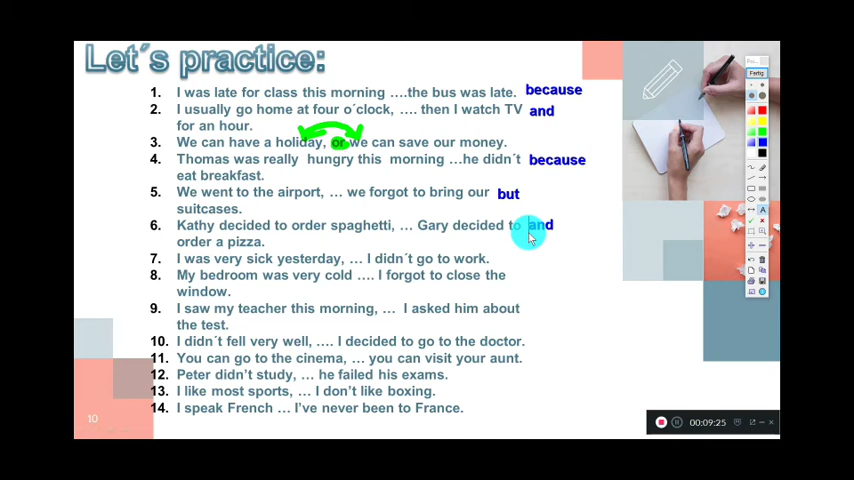 Let´s practice:
1. I was late for class this morning ....the bus was late. because
2. I usually go home at four o´clock, .... then I watch TV and
for an hour.
3. We can have a holiday, or we can save our money.
4. Thomas was really hungry this morning ...he didn´t because
eat breakfast.
5. We went to the airport, ... we forgot to bring our but
suitcases.
6. Kathy decided to order spaghetti, ... Gary decided to and
order a pizza.
7. I was very sick yesterday, ... I didn´t go to work.
8. My bedroom was very cold .... I forgot to close the
window.
9. I saw my teacher this morning, ... I asked him about
the test.
10. I didn´t fell very well, .... I decided to go to the doctor.
11. You can go to the cinema, ... you can visit your aunt.
12. Peter didn't study, ... he failed his exams.
13. I like most sports, ... I don't like boxing.
14. I speak French ... I've never been to France.
10
Fertig
A
00:09:25